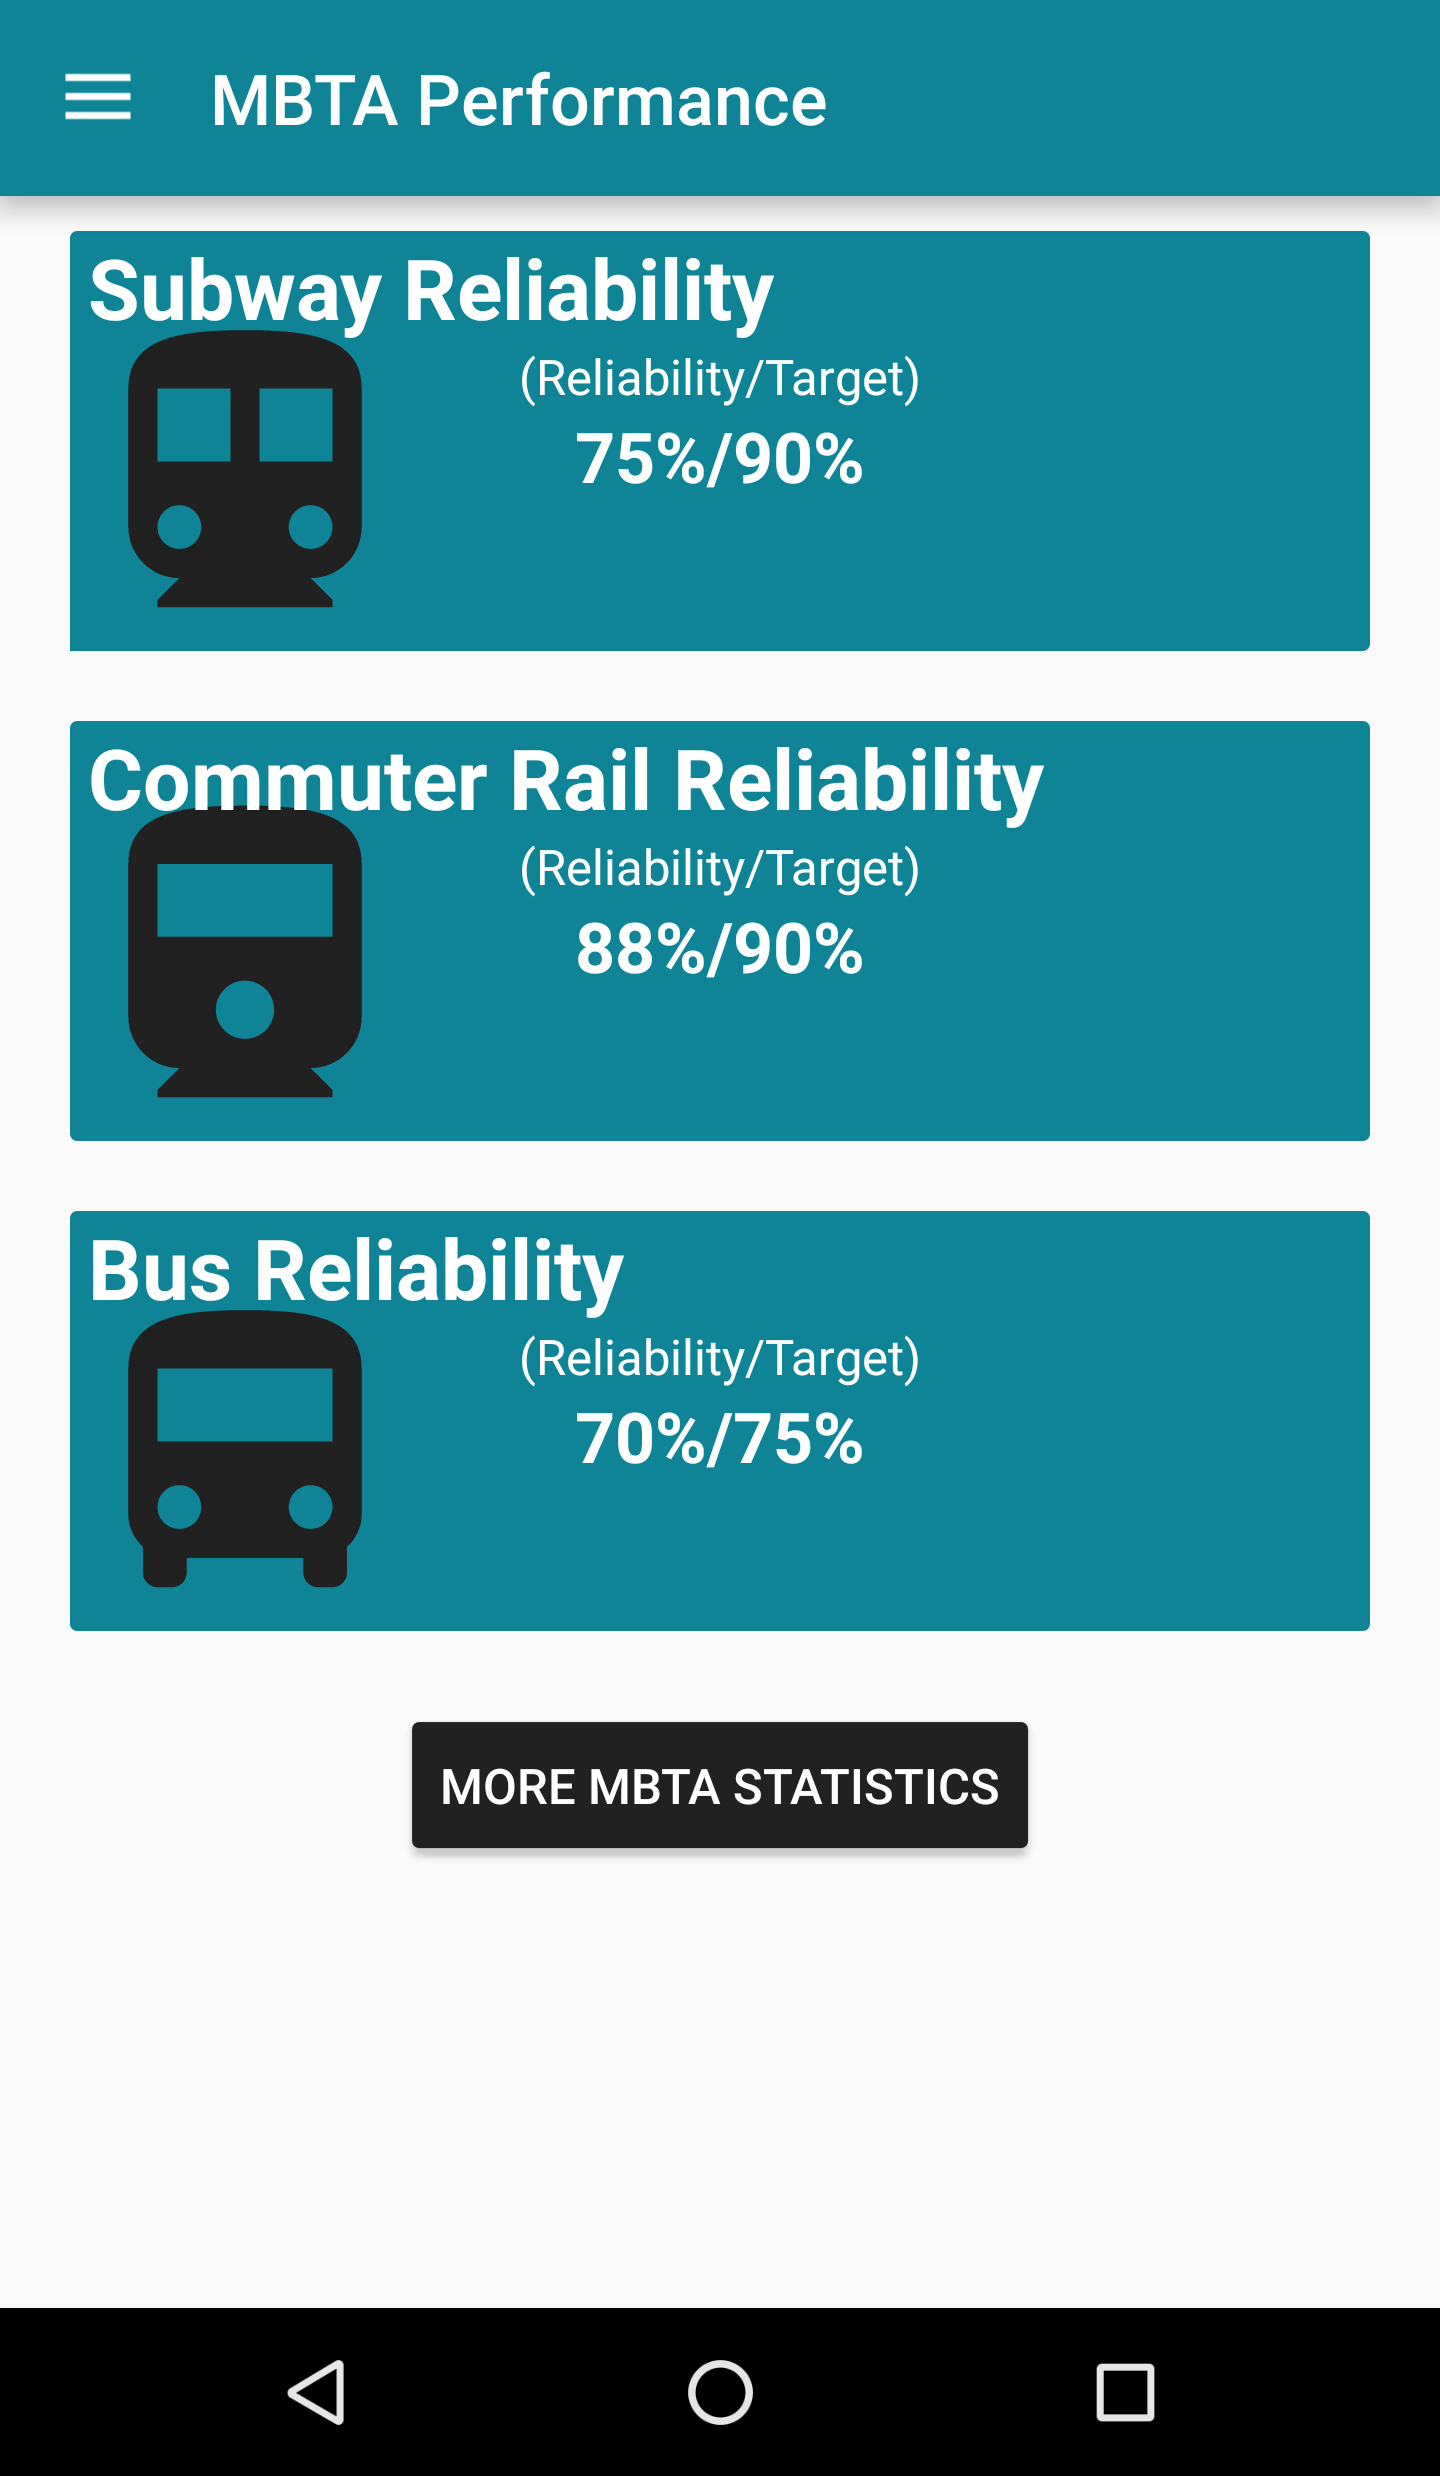 MBTA Performance
Subway Reliability
(Reliability/Target)
75%/90%
Commuter Rail Reliability
(Reliability/Target)
88%/90%
Bus Reliability
(Reliability/Target)
70%/75%
MORE MBTA STATISTICS